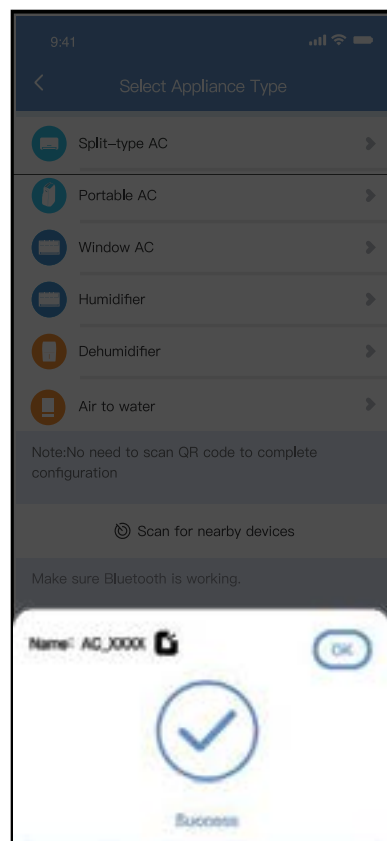 9:41
Select Appliance Type
Split-type AC
Portable AC
Window AC
Humidifier
Dehumidifier
Air to water
Note:No need to scan QR code to complete
configuration
Scan for nearby devices
Make sure Bluetooth is working.
Name: AC_XXXX
OK
Success